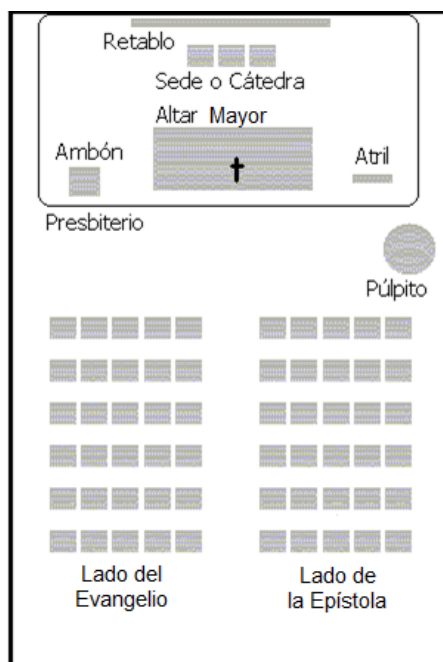 Retablo
Sede o Cátedra
Altar Mayor
Ambón
Atril
Presbiterio
Púlpito
Lado del
Evangelio
Lado de
la Epístola